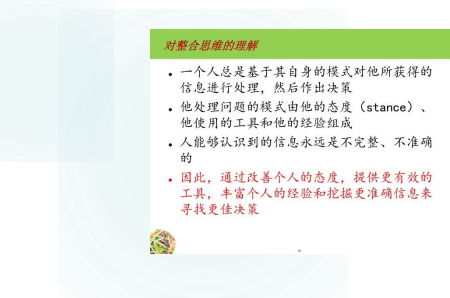 对整合思维的理解
• 一个人总是基于其自身的模式对他所获得的
信息进行处理，然后作出决策
• 他处理问题的模式由他的态度（stance）、
他使用的工具和他的经验组成
• 人能够认识到的信息永远是不完整、不准确
的
• 因此，通过改善个人的态度，提供更有效的
工具，丰富个人的经验和挖掘更准确信息来
寻找更佳决策